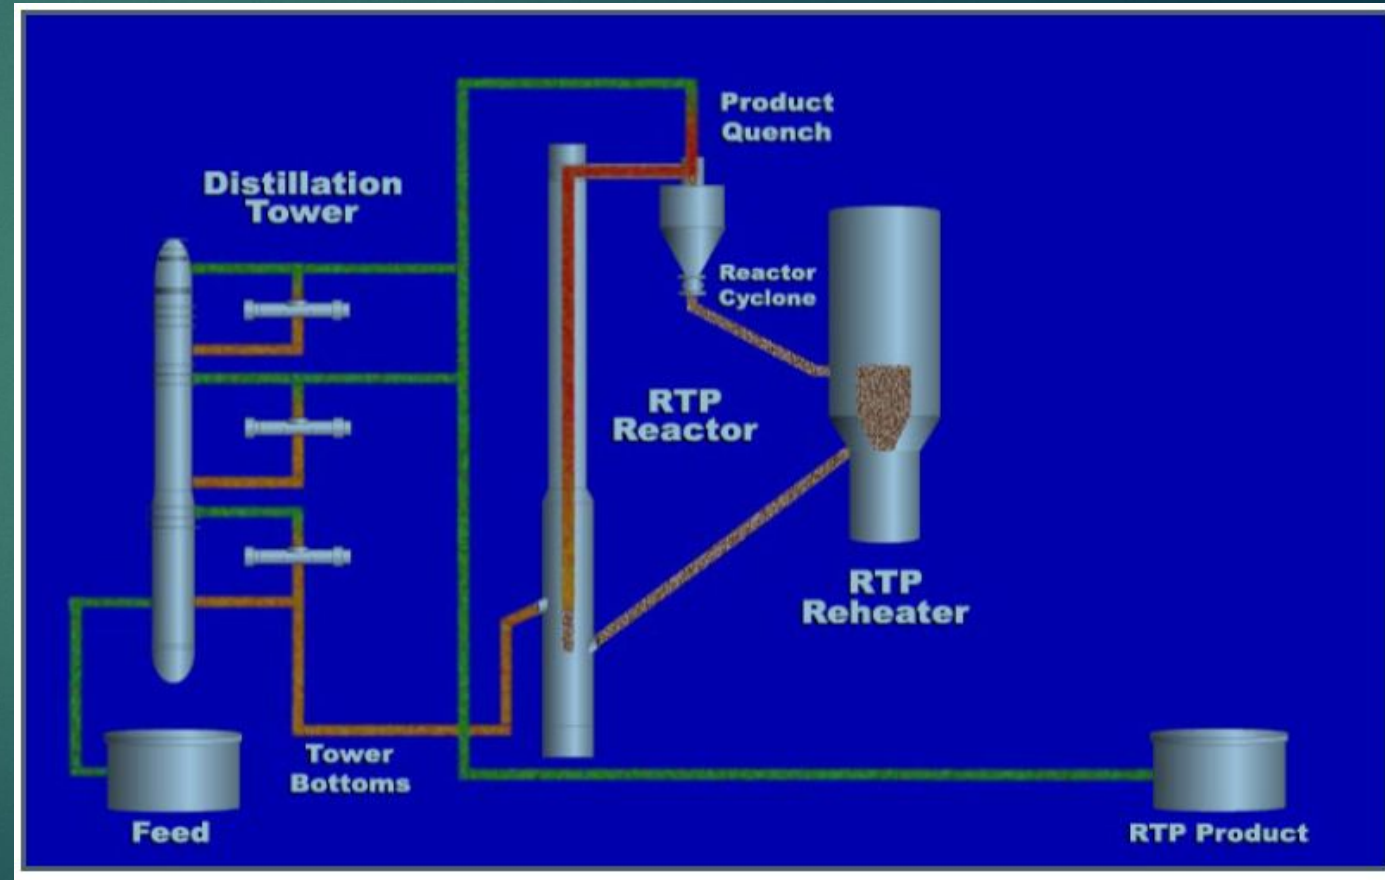 Product
Quench
Distillation
Tower
Reactor
Cyclone
RTP
Reactor
RTP
Reheater
Tower
Bottoms
Feed
RTP Product